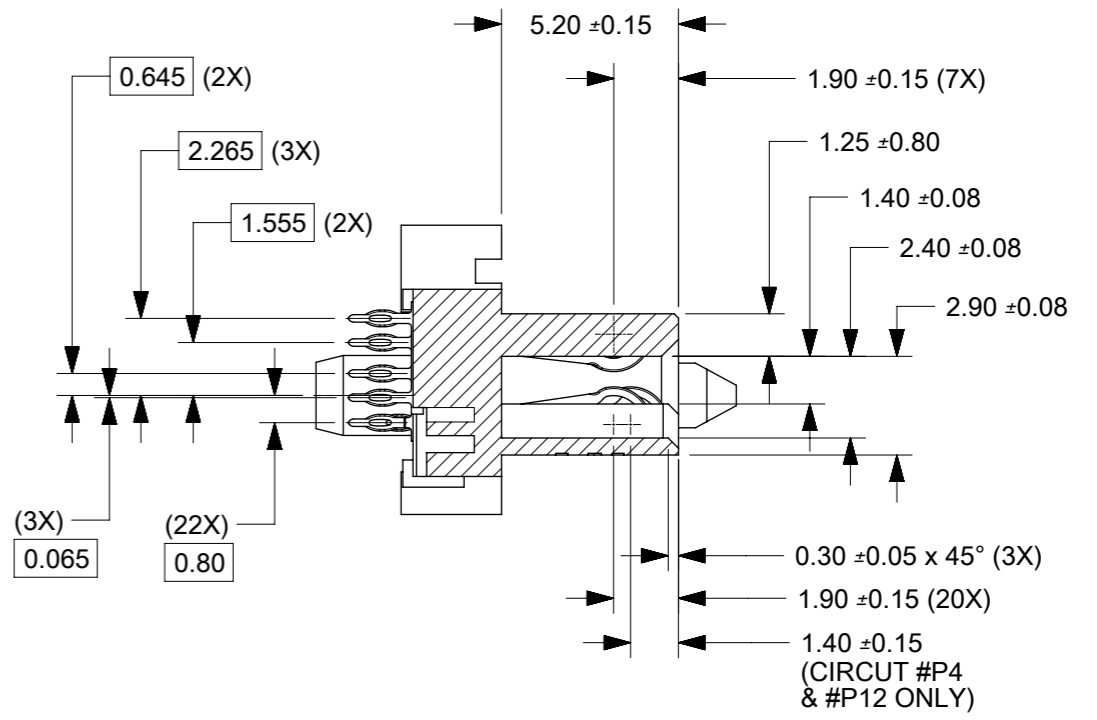 5.20 ±0.15
0.645 (2X)
1.90 ±0.15 (7X)
2.265 (3X)
1.25 ±0.80
1.40 ±0.08
1.555 (2X)
2.40 ±0.08
2.90 ±0.08
(3X)
0.065
(22X)
0.80
0.30 ±0.05 x 45° (3X)
1.90 ±0.15 (20X)
1.40 ±0.15
(CIRCUT #P4
& #P12 ONLY)